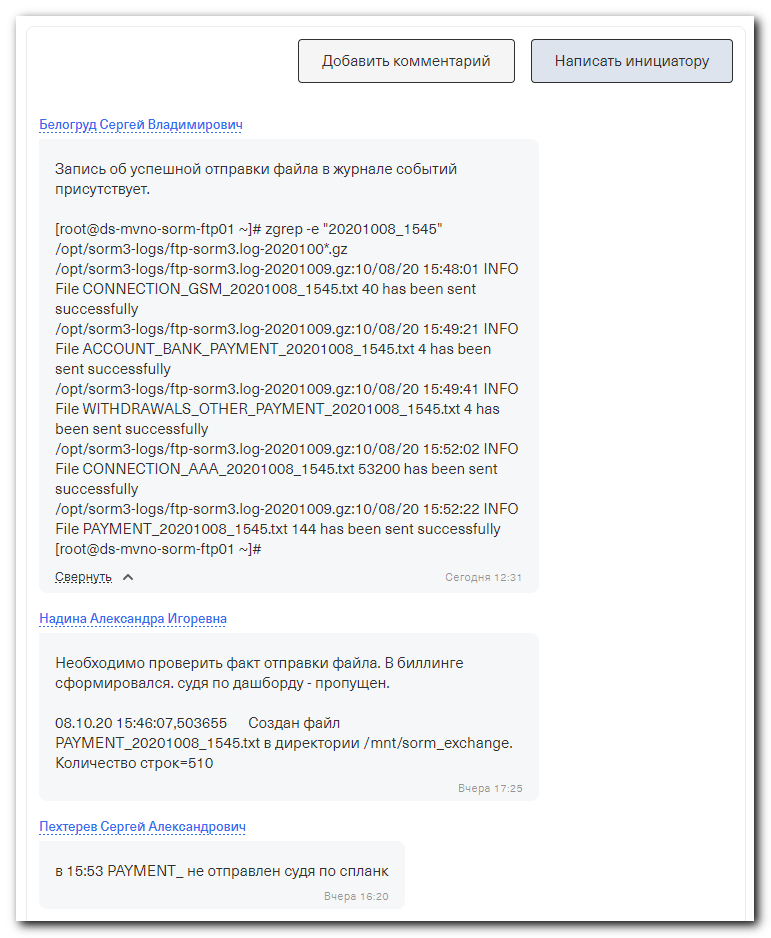 Добавить комментарий
Написать инициатору
Белогруд Сергей Владимирович
Запись об успешной отправки файла в журнале событий
присутствует.
[root@ds-mvno-sorm-ftp01 ~]# zgrep -e "20201008_1545"
/opt/sorm3-logs/ftp-sorm3.log-2020100*.gz
/opt/sorm3-logs/ftp-sorm3.log-20201009.gz:10/08/20 15:48:01 INFO
File CONNECTION_GSM_20201008_1545.txt 40 has been sent
successfully
/opt/sorm3-logs/ftp-sorm3.log-20201009.gz:10/08/20 15:49:21 INFO
File ACCOUNT_BANK_PAYMENT_20201008_1545.txt 4 has been
sent successfully
/opt/sorm3-logs/ftp-sorm3.log-20201009.gz:10/08/20 15:49:41 INFO
File WITHDRAWALS_OTHER_PAYMENT_20201008_1545.txt 4 has
been sent successfully
/opt/sorm3-logs/ftp-sorm3.log-20201009.gz:10/08/20 15:52:02 INFO
File CONNECTION_AAA_20201008_1545.txt 53200 has been sent
successfully
/opt/sorm3-logs/ftp-sorm3.log-20201009.gz:10/08/20 15:52:22 INFO
File PAYMENT_20201008_1545.txt 144 has been sent successfully
[root@ds-mvno-sorm-ftp01 ~]#
Свернуть
Сегодня 12:31
Надина Александра Игоревна
Необходимо проверить факт отправки файла. В биллинге
сформировался. судя по дашборду - пропущен.
08.10.20 15:46:07,503655 Создан файл
PAYMENT_20201008_1545.txt в директории /mnt/sorm_exchange.
Количество строк=510
Вчера 17:25
Пехтерев Сергей Александрович
в 15:53 PAYMENT_ не отправлен судя по спланк
Вчера 16:20